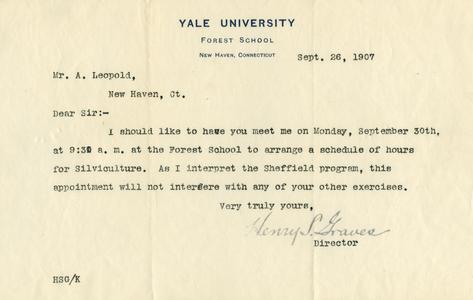 YALE UNIVERSITY
FOREST SCHOOL
NEW HAVEN, CONNECTICUT
Sept. 26, 1907
Mr. A. Leopold,
New Haven, Ct.
Dear Sir:-
I should like to have you meet me on Monday, September 30th,
at 9:30 a. m. at the Forest School to arrange a schedule of hours
for Silviculture. As I interpret the Sheffield program, this
appointment will not interfere with any of your other exercises.
Very truly yours,
Henry S. Graves
Director
HSG/K